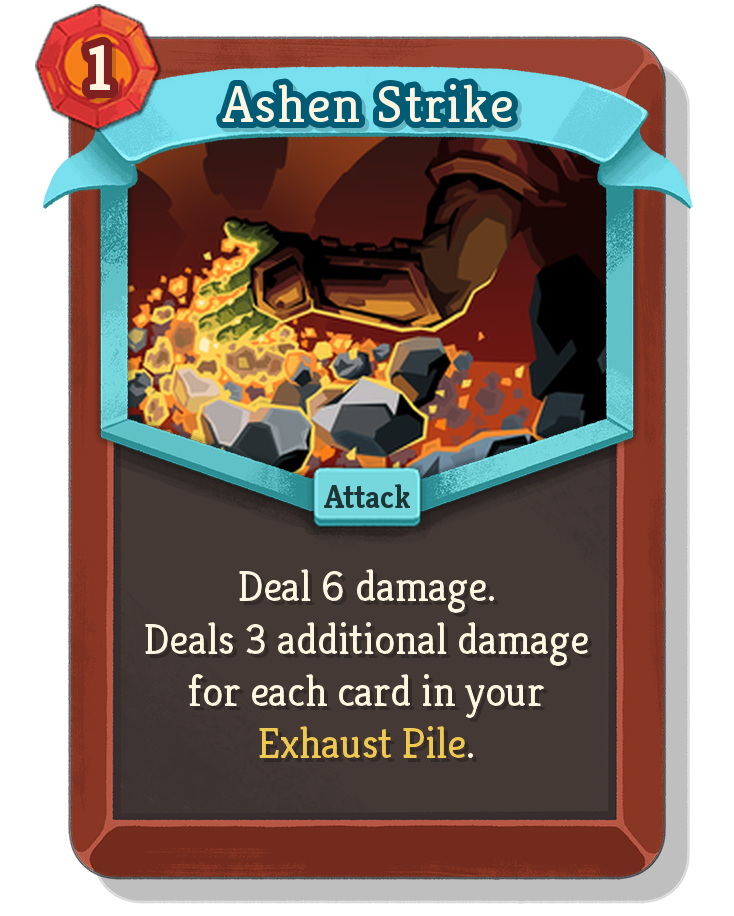 1
Ashen Strike
Attack
Deal 6 damage.
Deals 3 additional damage
for each card in your
Exhaust Pile.